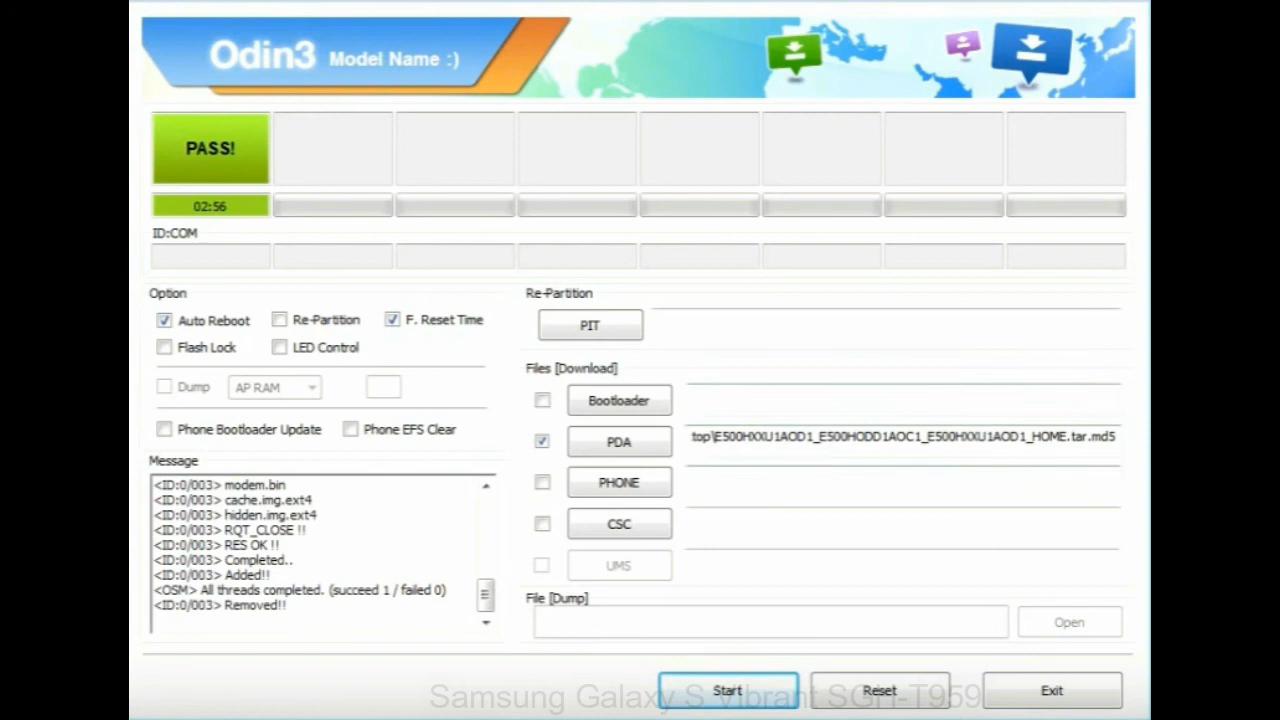 Odin3 Model Name :)
PASS!
02:56
ID:COM
Option
Auto Reboot Re-Partition F. Reset Time
Flash Lock LED Control
Dump AP RAM
Phone Bootloader Update Phone EFS Clear
Message
<ID:0/003> modem.bin
<ID:0/003> cache.img.ext4
<ID:0/003> hidden.img.ext4
<ID:0/003> RQT_CLOSE !!
<ID:0/003> RES OK !!
<ID:0/003> Completed..
<ID:0/003> Added!!
<OSM> All threads completed. (succeed 1 / failed 0)
<ID:0/003> Removed!!
Re-Partition
PIT
Files [Download]
Bootloader
PDA top\E500HXXU1AOD1_E500HODD1AOC1_E500HXXU1AOD1_HOME.tar.md5
PHONE
CSC
UMS
File [Dump]
Open
Start Reset Exit
Samsung Galaxy S Vibrant SGH-T959